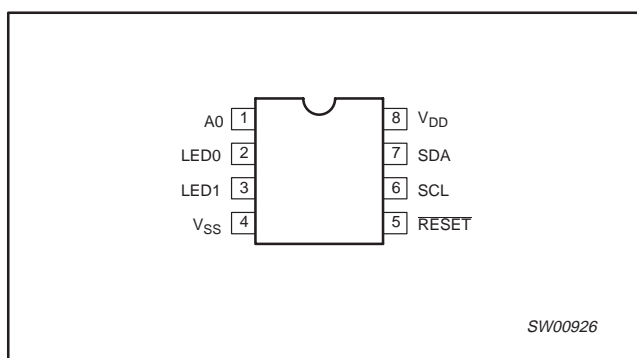 A0 1 8 VDD
LED0 2 7 SDA
LED1 3 6 SCL
VSS 4 5 RESET
SW00926